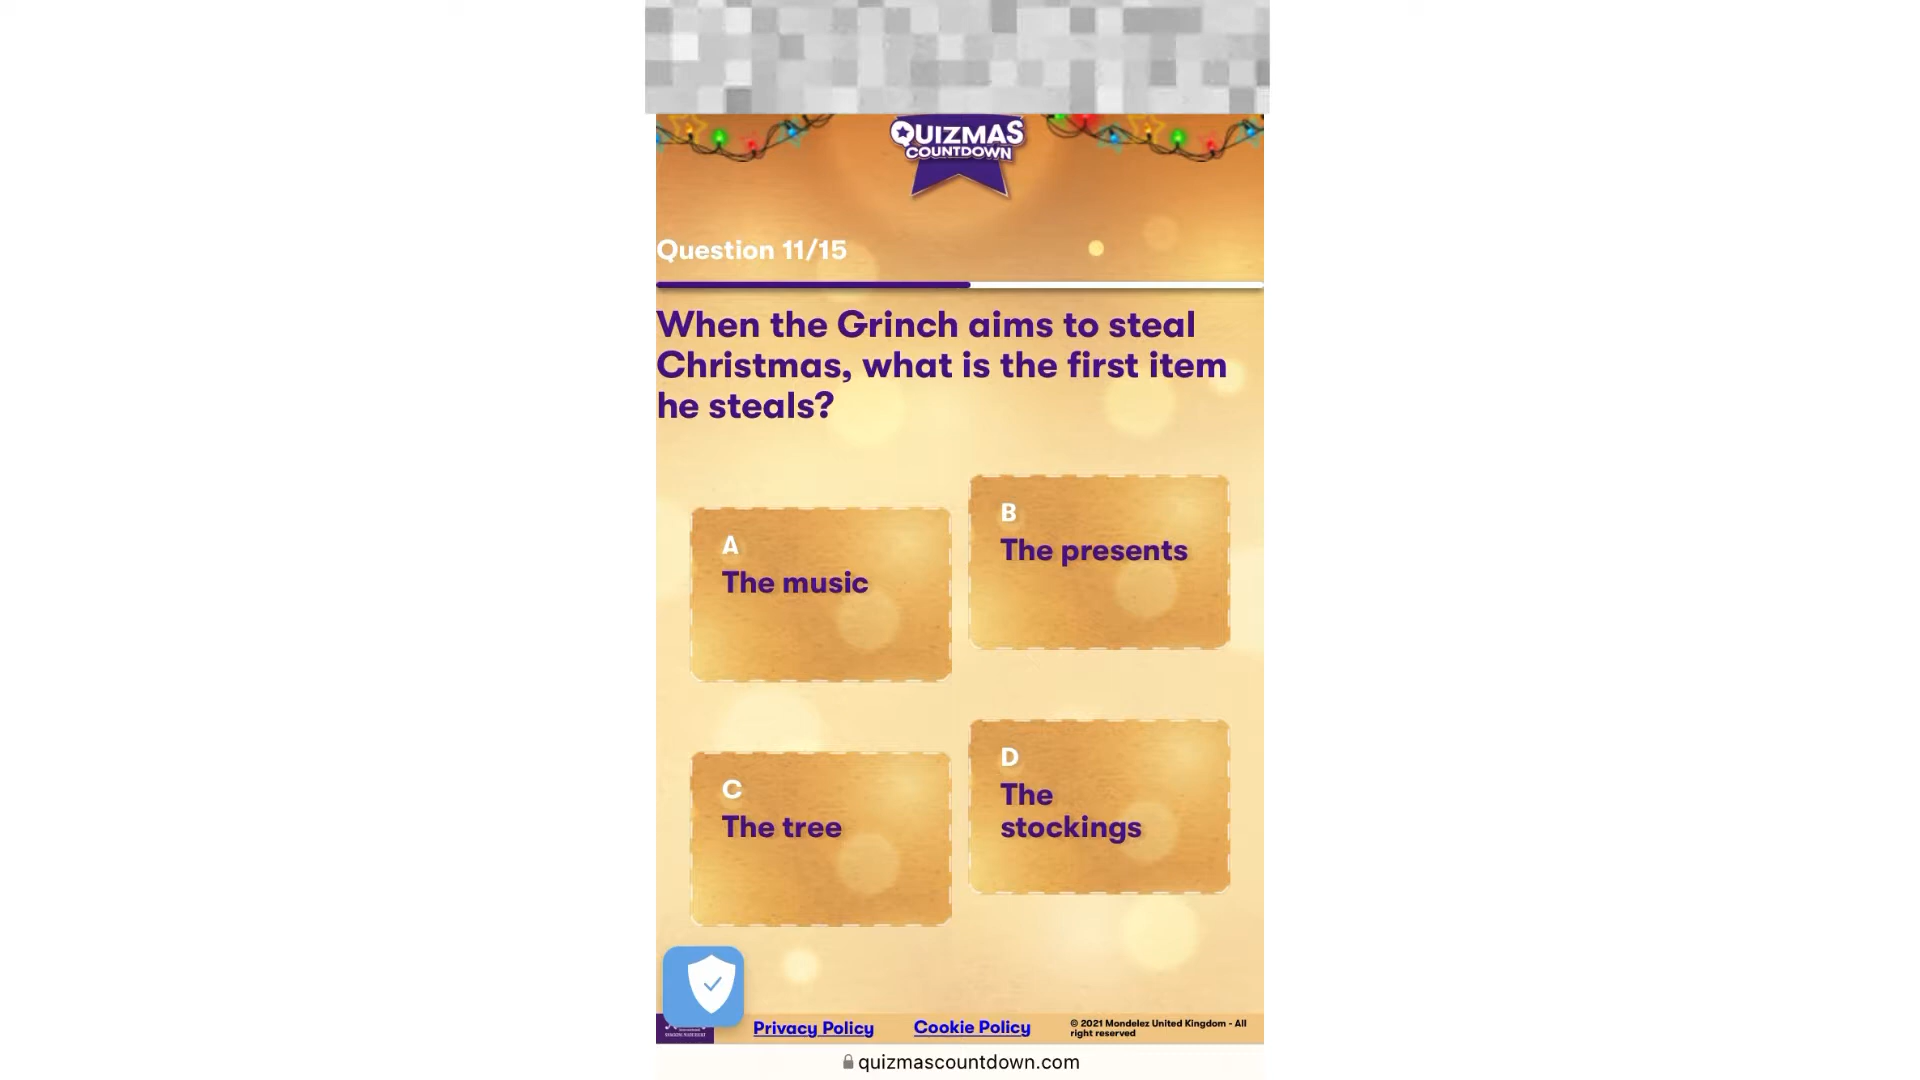 QUIZMAS
COUNTDOWN
Question 11/15
When the Grinch aims to steal
Christmas, what is the first item
he steals?
A
The music
B
The presents
C
The tree
D
The
stockings
Privacy Policy
Cookie Policy
© 2021 Mondelez United Kingdom - All
right reserved
quizmascountdown.com